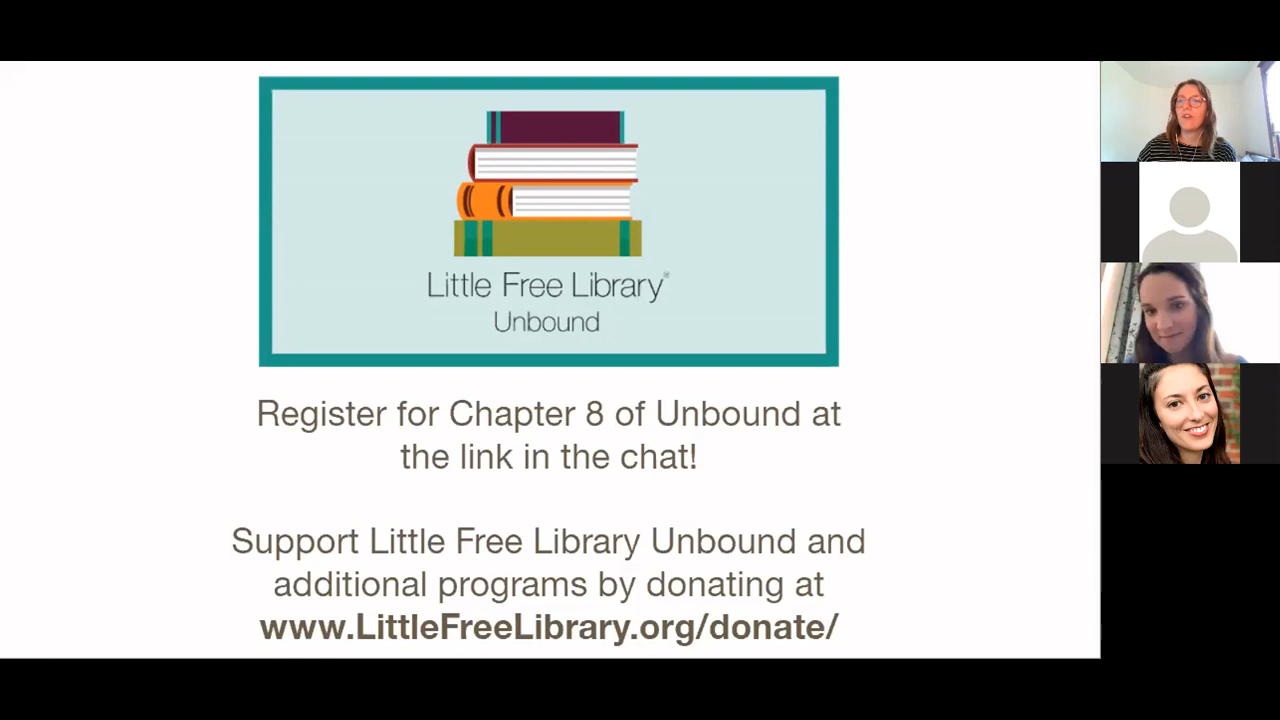 Little Free Library®
Unbound
Register for Chapter 8 of Unbound at
the link in the chat!
Support Little Free Library Unbound and
additional programs by donating at
www.LittleFreeLibrary.org/donate/